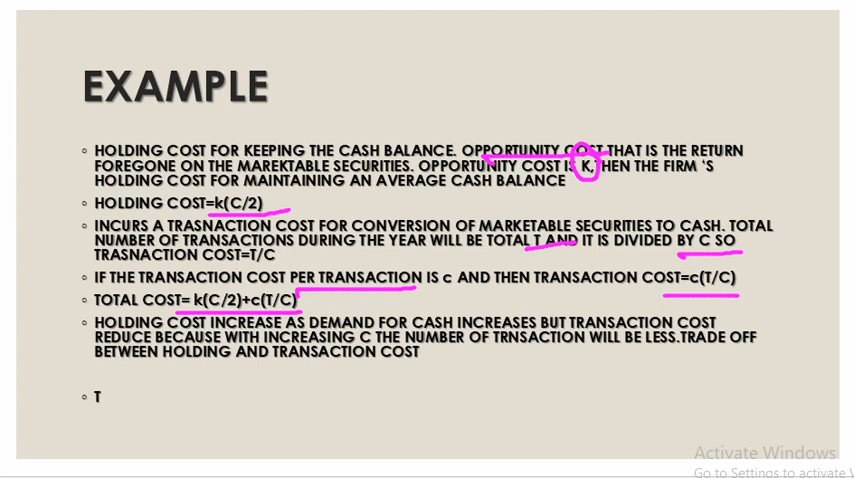 EXAMPLE
◦ HOLDING COST FOR KEEPING THE CASH BALANCE. OPPORTUNITY COST THAT IS THE RETURN
FOREGONE ON THE MAREKTABLE SECURITIES. OPPORTUNITY COST IS K, THEN THE FIRM 'S
HOLDING COST FOR MAINTAINING AN AVERAGE CASH BALANCE
◦ HOLDING COST=k(C/2)
◦ INCURS A TRASNACTION COST FOR CONVERSION OF MARKETABLE SECURITIES TO CASH. TOTAL
NUMBER OF TRANSACTIONS DURING THE YEAR WILL BE TOTAL T AND IT IS DIVIDED BY C SO
TRASNACTION COST=T/C
◦ IF THE TRANSACTION COST PER TRANSACTION IS c AND THEN TRANSACTION COST=c(T/C)
◦ TOTAL COST= k(C/2)+c(T/C)
◦ HOLDING COST INCREASE AS DEMAND FOR CASH INCREASES BUT TRANSACTION COST
REDUCE BECAUSE WITH INCREASING C THE NUMBER OF TRNSACTION WILL BE LESS.TRADE OFF
BETWEEN HOLDING AND TRANSACTION COST
◦ T
Activate Windows
Go to Settings to activate